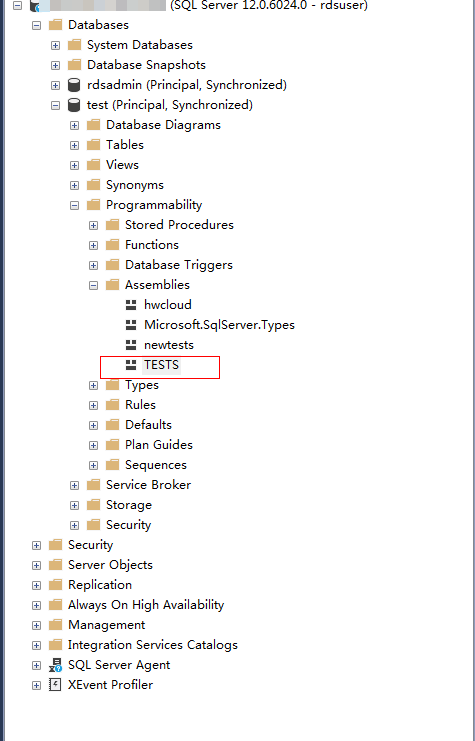 (SQL Server 12.0.6024.0 - rdsuser)
Databases
System Databases
Database Snapshots
rdsadmin (Principal, Synchronized)
test (Principal, Synchronized)
Database Diagrams
Tables
Views
Synonyms
Programmability
Stored Procedures
Functions
Database Triggers
Assemblies
hwcloud
Microsoft.SqlServer.Types
newtests
TESTS
Types
Rules
Defaults
Plan Guides
Sequences
Service Broker
Storage
Security
Security
Server Objects
Replication
Always On High Availability
Management
Integration Services Catalogs
SQL Server Agent
XEvent Profiler